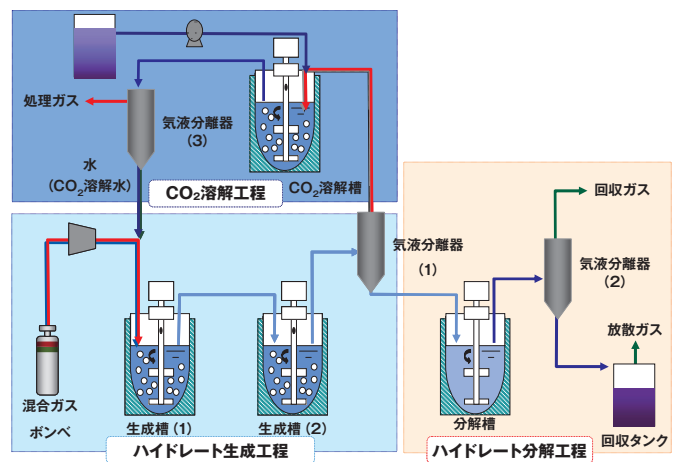 処理ガス
気液分離器
(3)
水
(CO₂溶解水)
CO₂溶解工程
CO₂溶解槽
回収ガス
気液分離器
(1)
気液分離器
(2)
放散ガス
混合ガス
ボンベ
生成槽(1)
生成槽(2)
分解槽
回収タンク
ハイドレート生成工程
ハイドレート分解工程